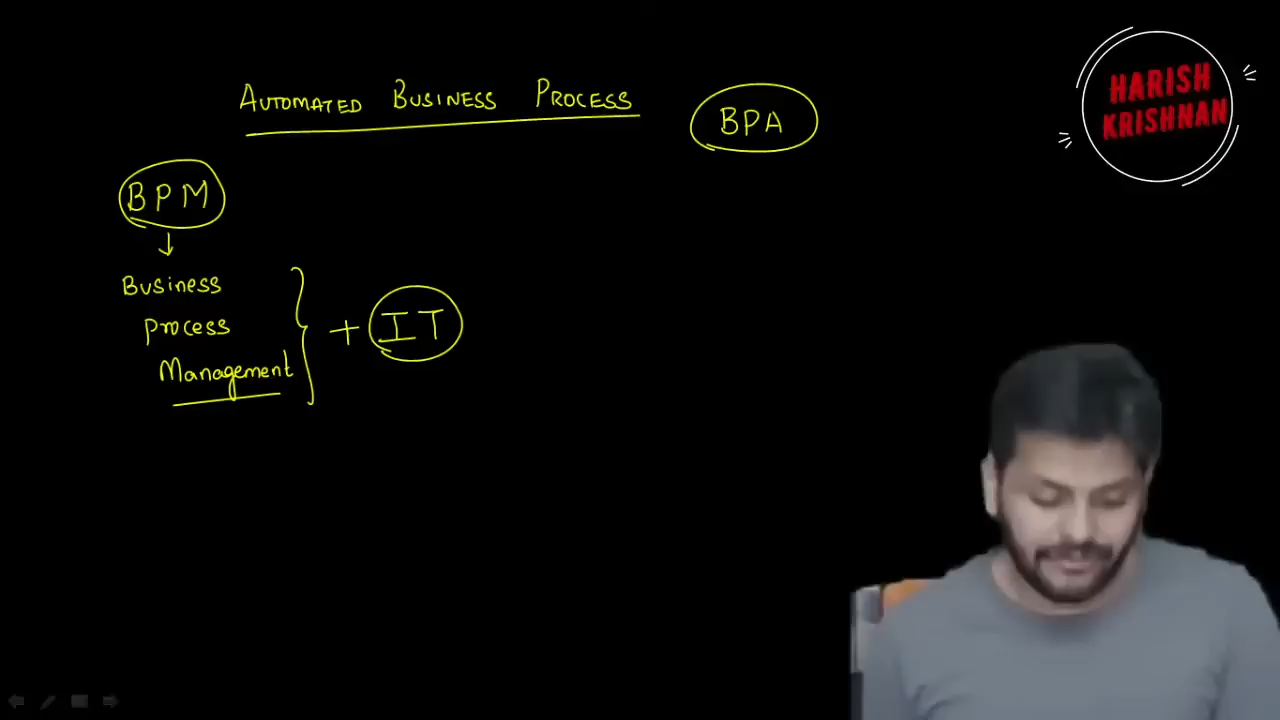 AUTOMATED BUSINESS PROCESS
BPA
HARISH
KRISHNAN
BPM
Business
Process
Management
+ IT